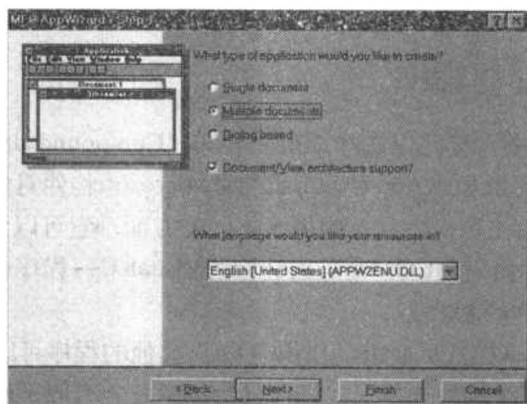 MFC AppWizard - Step 1
Application
File Edit View Window Help
Document 1
What type of application would you like to create?
Single document
Multiple documents
Dialog based
Document/View architecture support?
What language would you like your resources in?
English [United States] (APPWZENU.DLL)
< Back
Next >
Finish
Cancel